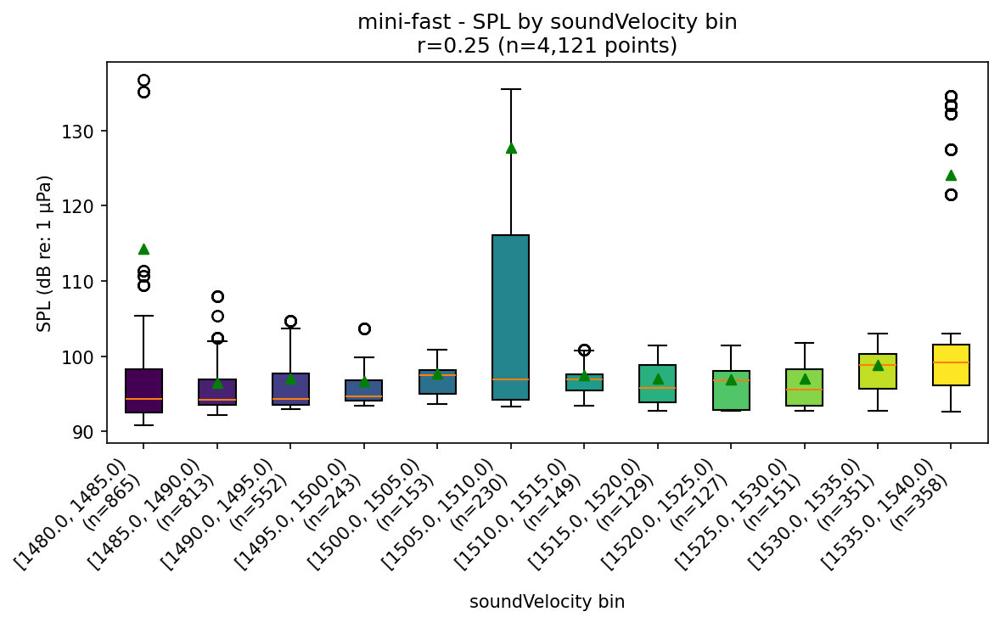 mini-fast - SPL by soundVelocity bin
r=0.25 (n=4,121 points)
SPL (dB re: 1 µPa)
130
120
110
100
90
[1480.0, 1485.0)
(n=865)
[1485.0, 1490.0)
(n=813)
[1490.0, 1495.0)
(n=552)
[1495.0, 1500.0)
(n=243)
[1500.0, 1505.0)
(n=153)
[1505.0, 1510.0)
(n=230)
[1510.0, 1515.0)
(n=149)
[1515.0, 1520.0)
(n=129)
[1520.0, 1525.0)
(n=127)
[1525.0, 1530.0)
(n=151)
[1530.0, 1535.0)
(n=351)
[1535.0, 1540.0)
(n=358)
soundVelocity bin